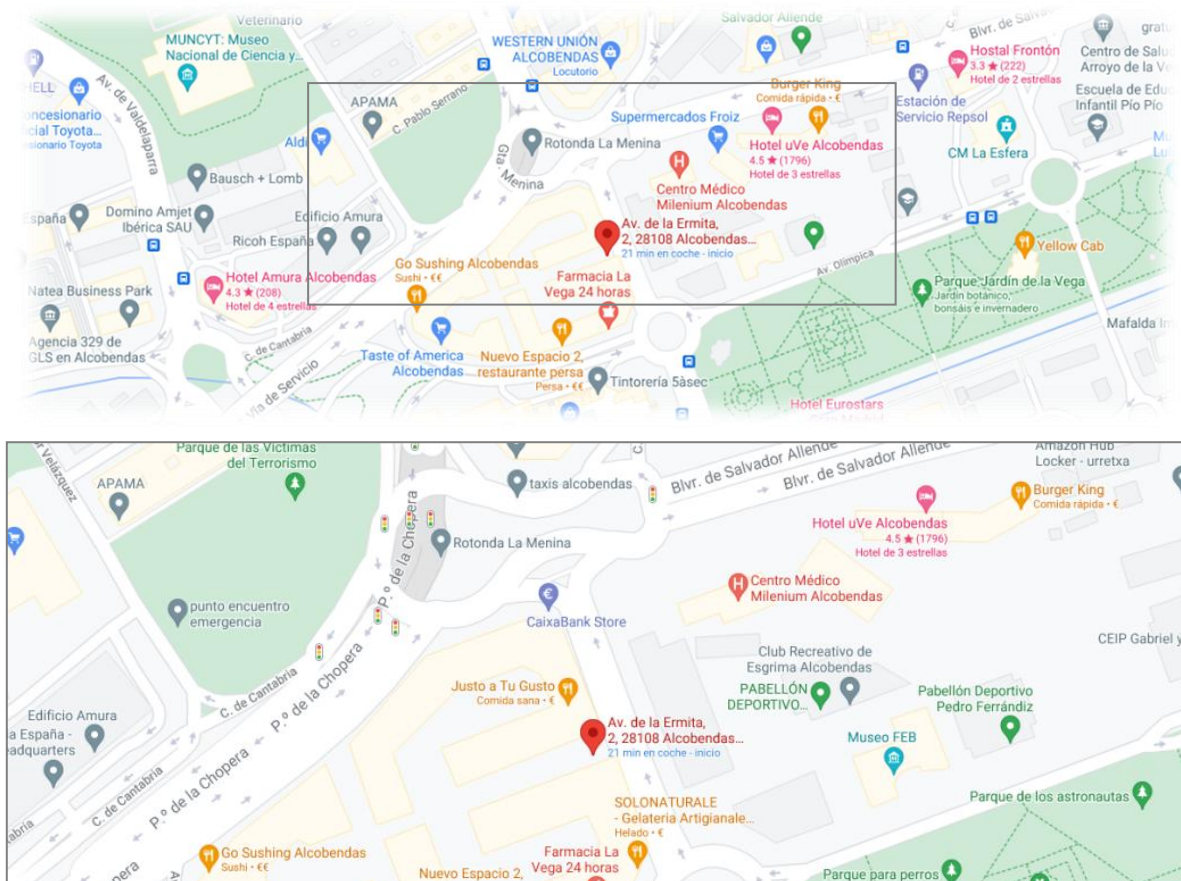 Veterinario
MUNCYT: Museo
Nacional de Ciencia y...
WESTERN UNIÓN
ALCOBENDAS
Locutorio
Salvador Allende
Blvr. de
Hostal Frontón
3.3 ★ (222)
Hotel de 2 estrellas
Centro de
Arroyo de la
Escuela de
Infantil Pío Pío
Av. de Valdelaparra
APAMA
C. Pablo Serrano
Burger King
Comida rápida • €
Estación de
Servicio Repsol
Toyota...
Toyota
Aldi
Gta. Menina
Rotonda La Menina
Supermercados Froiz
Hotel uVe Alcobendas
4.5 ★ (1796)
Hotel de 3 estrellas
CM La Esfera
Bausch + Lomb
Centro Médico
Milenium Alcobendas
Domino Amjet
Ibérica SAU
Edificio Amura
Ricoh España
Av. de la Ermita,
2, 28108 Alcobendas...
21 min en coche - inicio
Yellow Cab
Go Sushing Alcobendas
Sushi • €€
Av. Olímpica
Hotel Amura Alcobendas
4.3 ★ (208)
Hotel de 4 estrellas
Farmacia La
Vega 24 horas
Parque-Jardín de la Vega
Jardín botánico,
bonsáis e invernadero
Natea Business Park
Mafalda
Agencia 329 de
GLS en Alcobendas
C. de Cantabria
Vía de Servicio
Taste of America
Alcobendas
Nuevo Espacio 2,
restaurante persa
Persa • €€
Tintorería 5àsec
Hotel Eurostars
Parque de las Víctimas
del Terrorismo
Velázquez
APAMA
taxis alcobendas
Blvr. de Salvador Allende
Blvr. de Salvador Allende
Amazon Hub
Locker - urretxa
Burger King
Comida rápida • €
Hotel uVe Alcobendas
4.5 ★ (1796)
Hotel de 3 estrellas
P.º de la Chopera
Rotonda La Menina
Centro Médico
Milenium Alcobendas
punto encuentro
emergencia
CaixaBank Store
CEIP Gabriel y
Club Recreativo de
Esgrima Alcobendas
PABELLÓN
DEPORTIVO...
Pabellón Deportivo
Pedro Ferrándiz
C. de Cantabria
P.º de la Chopera
Justo a Tu Gusto
Comida sana • €
Edificio Amura
a España -
Av. de la Ermita,
2, 28108 Alcobendas...
21 min en coche - inicio
Museo FEB
C. de Cantabria
P.º de la Chopera
SOLONATURALE
- Gelateria Artigianale...
Helado • €
Parque de los astronautas
Go Sushing Alcobendas
Sushi • €€
Farmacia La
Vega 24 horas
Nuevo Espacio 2,
Parque para perros